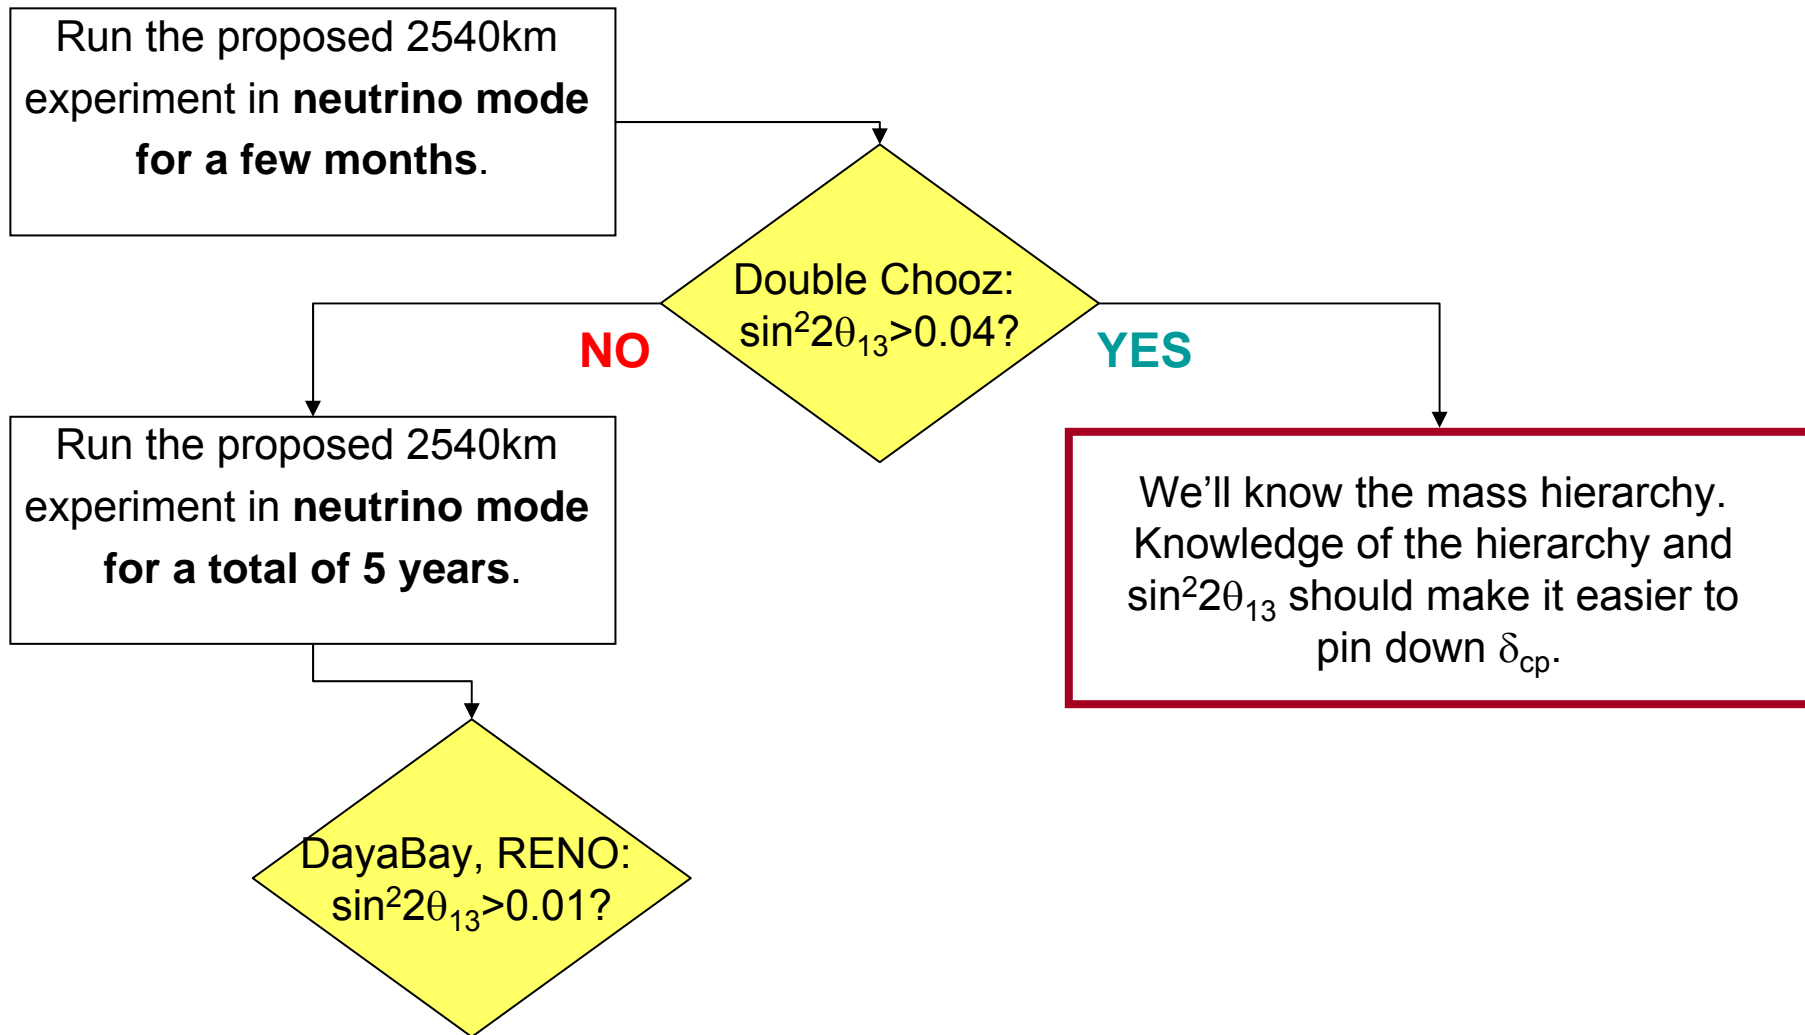 Run the proposed 2540km
experiment in neutrino mode
for a few months.
Double Chooz:
sin²2θ₁₃>0.04?
NO
YES
Run the proposed 2540km
experiment in neutrino mode
for a total of 5 years.
We'll know the mass hierarchy.
Knowledge of the hierarchy and
sin²2θ₁₃ should make it easier to
pin down δcp.
DayaBay, RENO:
sin²2θ₁₃>0.01?